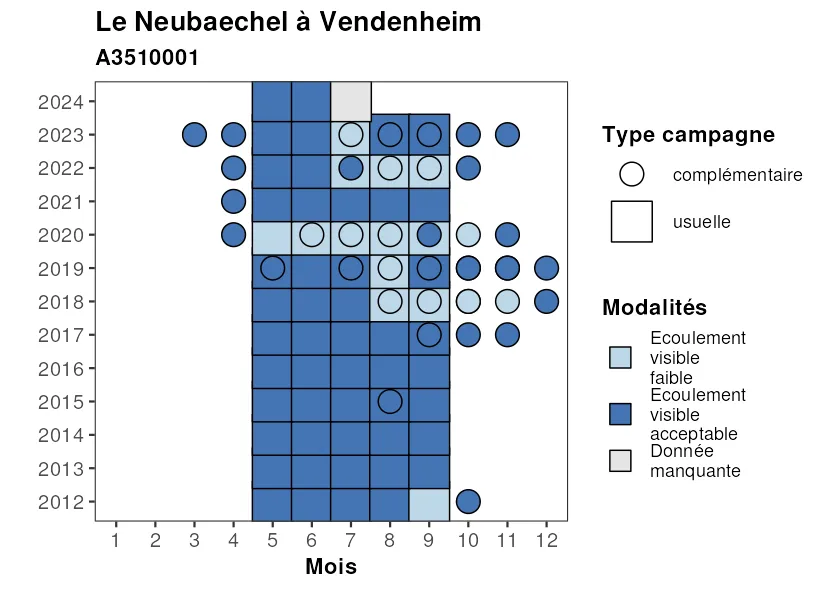 Le Neubaechel à Vendenheim
A3510001
2024
2023
2022
2021
2020
2019
2018
2017
2016
2015
2014
2013
2012
1 2 3 4 5 6 7 8 9 10 11 12
Mois
Type campagne
complémentaire
usuelle
Modalités
Ecoulement
visible
faible
Ecoulement
visible
acceptable
Donnée
manquante